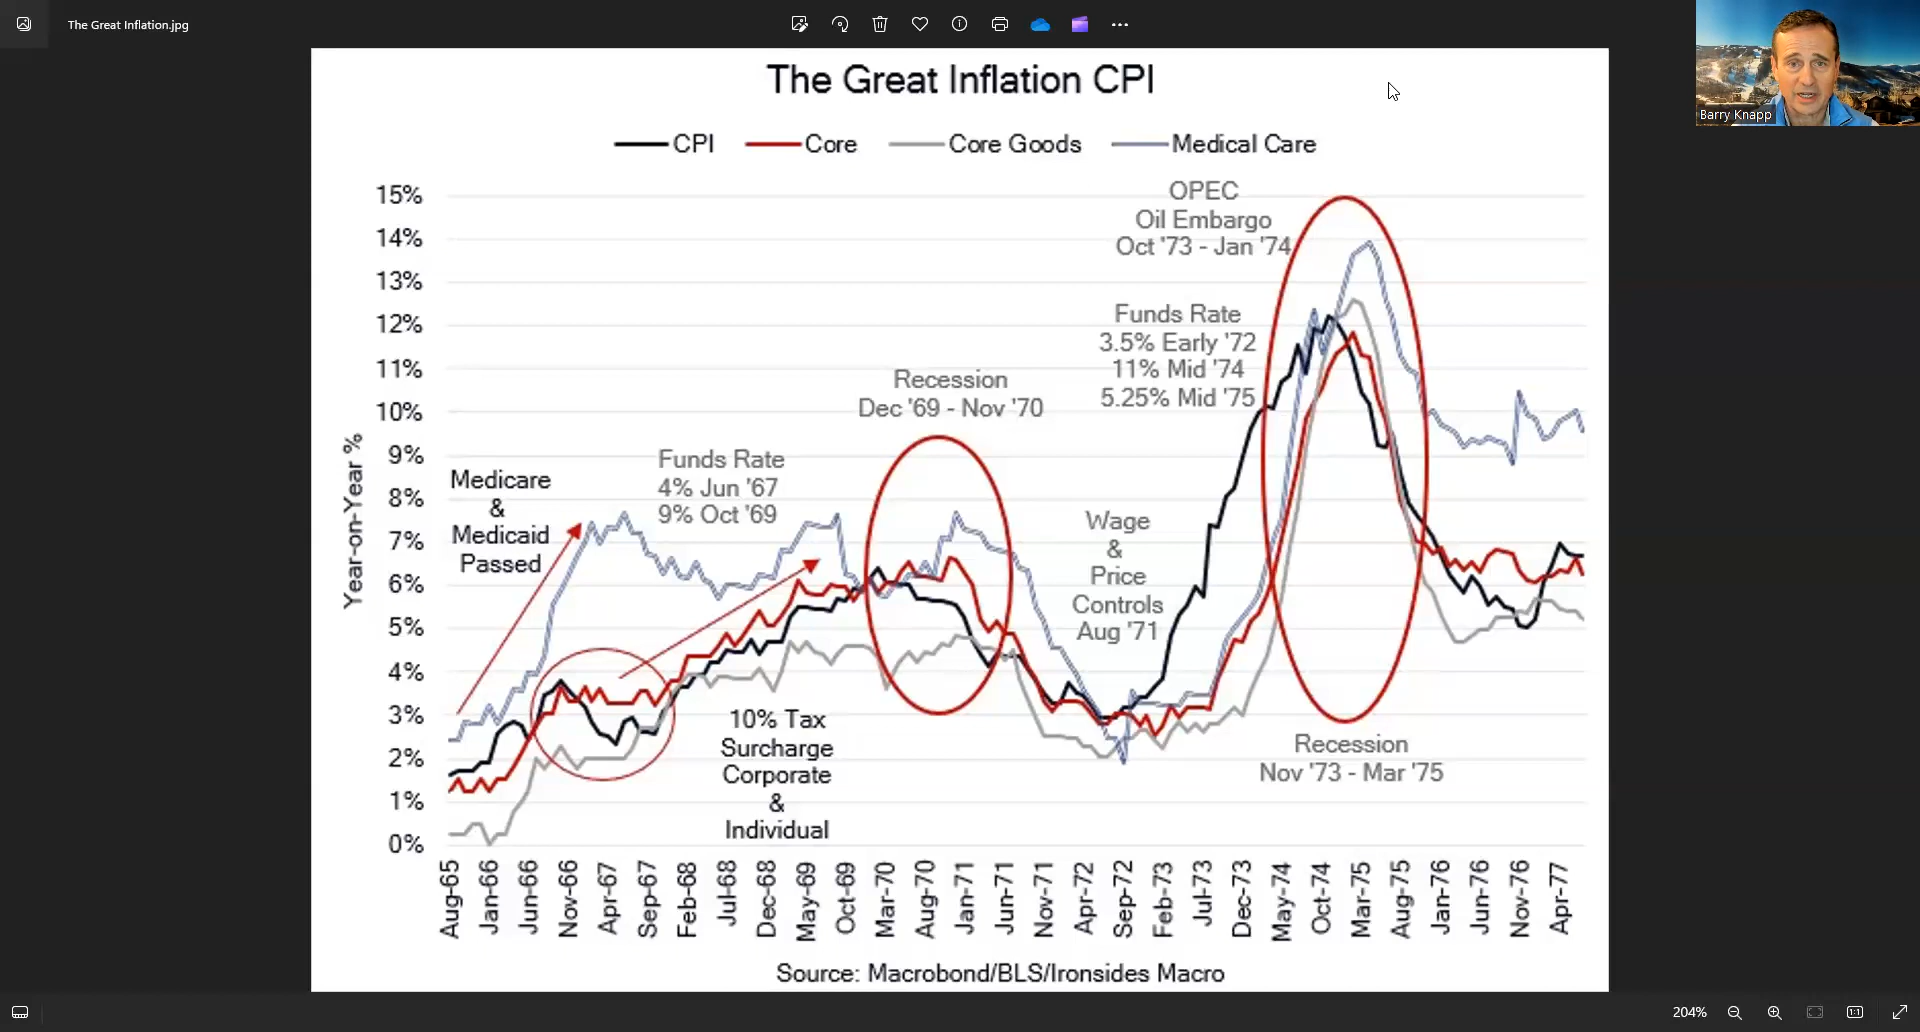 The Great Inflation.jpg
Barry Knapp
The Great Inflation CPI
CPI Core Core Goods Medical Care
Year-on-Year %
15%
14%
13%
12%
11%
10%
9%
8%
7%
6%
5%
4%
3%
2%
1%
0%
Medicare
&
Medicaid
Passed
Funds Rate
4% Jun '67
9% Oct '69
10% Tax
Surcharge
Corporate
&
Individual
Recession
Dec '69 - Nov '70
Wage
&
Price
Controls
Aug '71
OPEC
Oil Embargo
Oct '73 - Jan '74
Funds Rate
3.5% Early '72
11% Mid '74
5.25% Mid '75
Recession
Nov '73 - Mar '75
Aug-65
Jan-66
Jun-66
Nov-66
Apr-67
Sep-67
Feb-68
Jul-68
Dec-68
May-69
Oct-69
Mar-70
Aug-70
Jan-71
Jun-71
Nov-71
Apr-72
Sep-72
Feb-73
Jul-73
Dec-73
May-74
Oct-74
Mar-75
Aug-75
Jan-76
Jun-76
Nov-76
Apr-77
Source: Macrobond/BLS/Ironsides Macro
204%
1:1